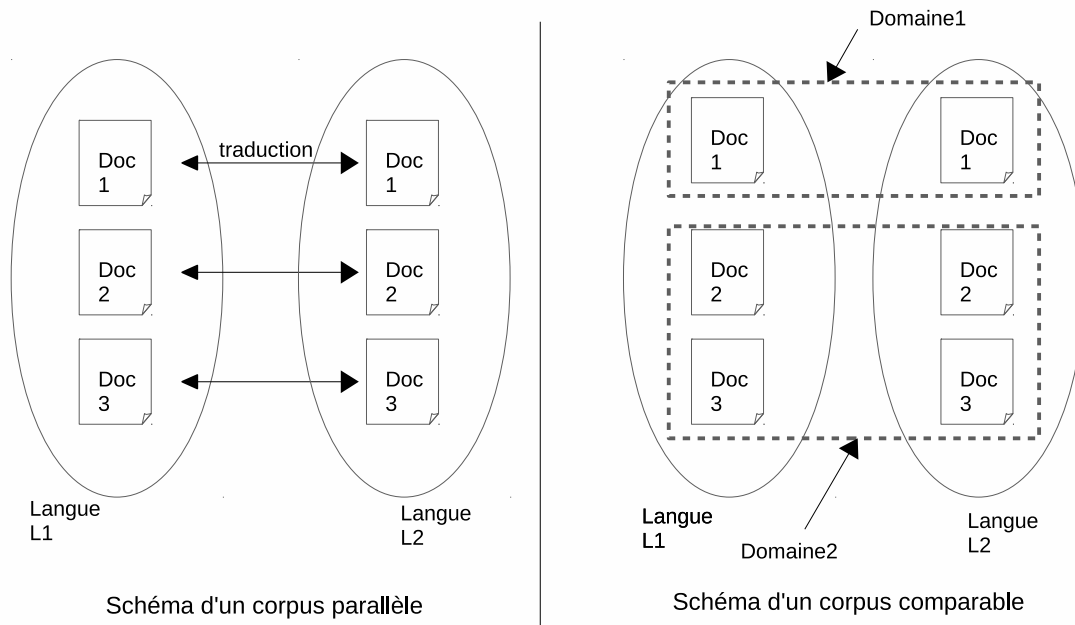 Doc
1
traduction
Doc
1
Doc
2
Doc
2
Doc
3
Doc
3
Langue
L1
Langue
L2
Schéma d'un corpus parallèle
Domaine1
Doc
1
Doc
1
Doc
2
Doc
2
Doc
3
Doc
3
Langue
L1
Langue
L2
Domaine2
Schéma d'un corpus comparable